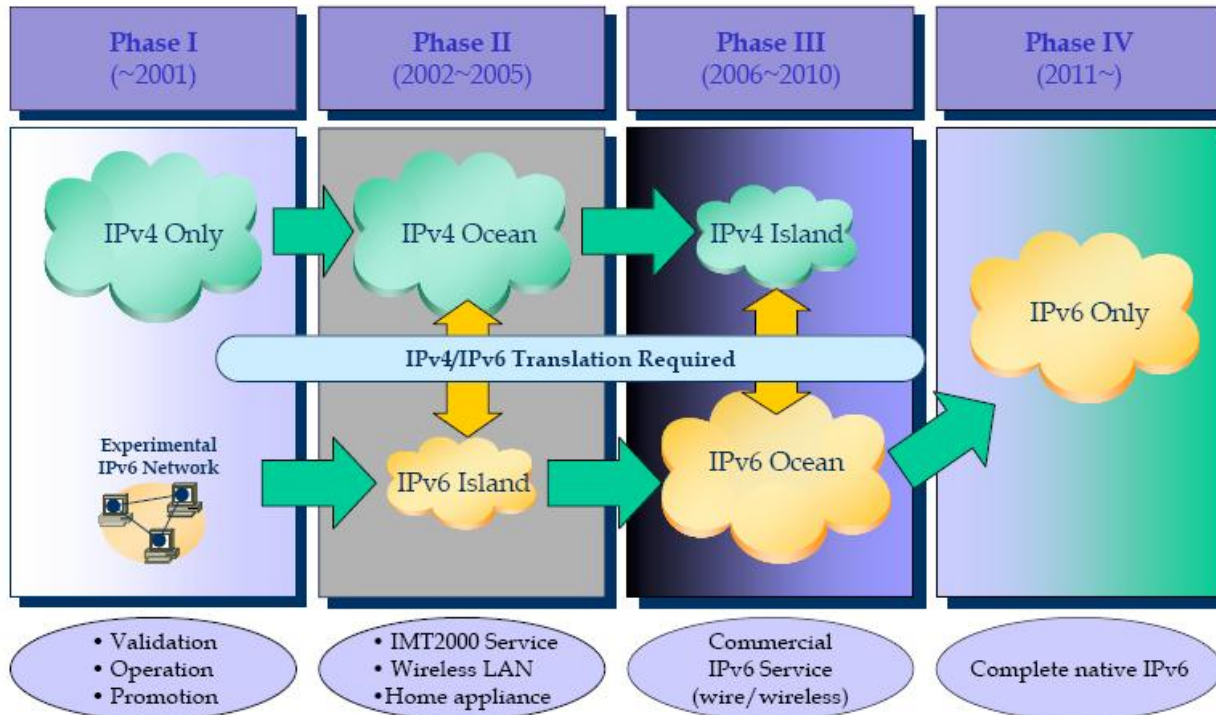 Phase I
(~2001)
Phase II
(2002~2005)
Phase III
(2006~2010)
Phase IV
(2011~)
IPv4 Only
IPv4 Ocean
IPv4 Island
IPv6 Only
IPv4/IPv6 Translation Required
Experimental
IPv6 Network
IPv6 Island
IPv6 Ocean
• Validation
• Operation
• Promotion
• IMT2000 Service
• Wireless LAN
•Home appliance
Commercial
IPv6 Service
(wire/wireless)
Complete native IPv6